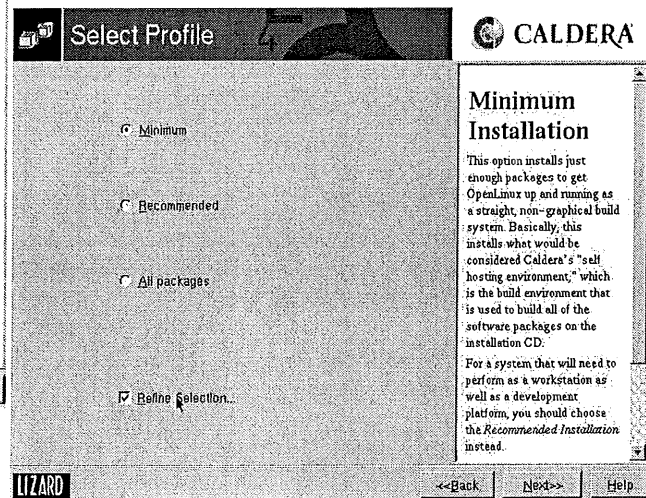 Select Profile
CALDERA
Minimum
Recommended
All packages
Refine Selection...
Minimum
Installation
This option installs just
enough packages to get
OpenLinux up and running as
a straight, non-graphical build
system. Basically, this
installs what would be
considered Caldera's "self
hosting environment," which
is the build environment that
is used to build all of the
software packages on the
installation CD.
For a system that will need to
perform as a workstation as
well as a development
platform, you should choose
the Recommended Installation
instead.
LIZARD
<<Back
Next>>
Help